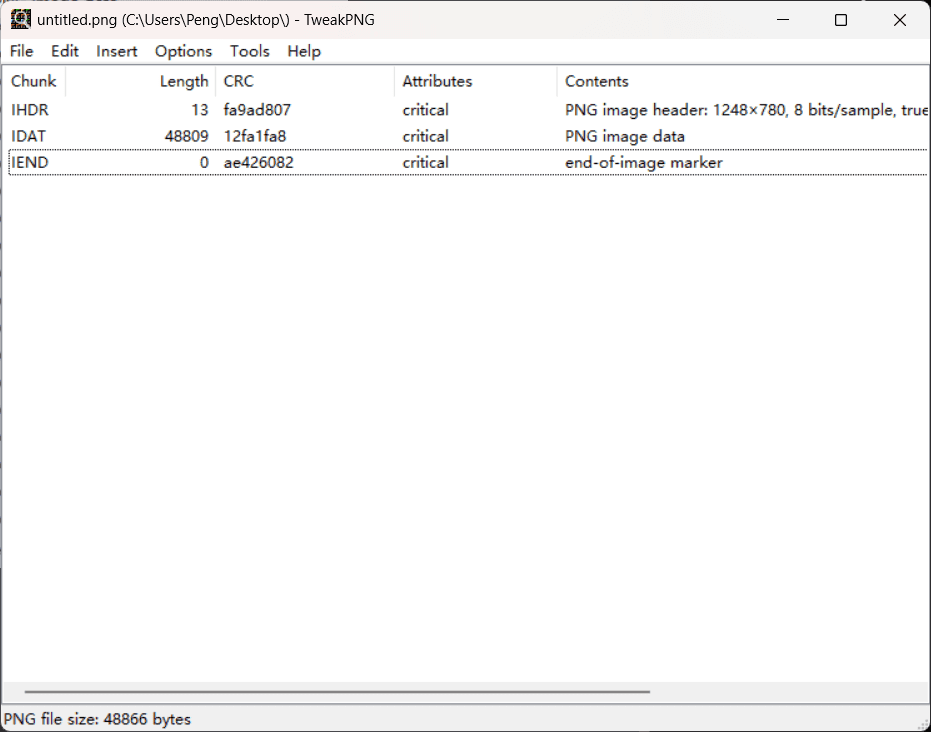 untitled.png (C:\Users\Peng\Desktop\) - TweakPNG
File Edit Insert Options Tools Help
Chunk Length CRC Attributes Contents
IHDR 13 fa9ad807 critical PNG image header: 1248×780, 8 bits/sample, true
IDAT 48809 12fa1fa8 critical PNG image data
IEND 0 ae426082 critical end-of-image marker
PNG file size: 48866 bytes